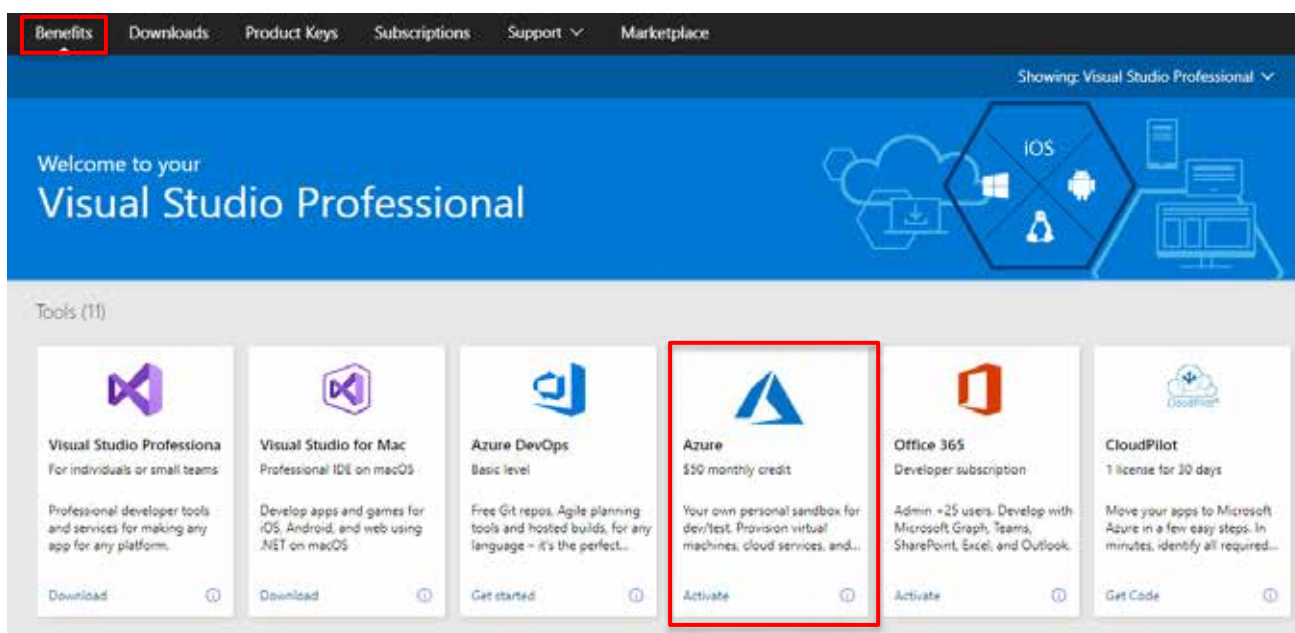 Benefits Downloads Product Keys Subscriptions Support Marketplace
Showing: Visual Studio Professional
Welcome to your
Visual Studio Professional
iOS
Tools (11)
Visual Studio Professiona
For individuals or small teams
Professional developer tools
and services for making any
app for any platform.
Download
Visual Studio for Mac
Professional IDE on macOS
Develop apps and games for
iOS, Android, and web using
.NET on macOS
Download
Azure DevOps
Basic level
Free Git repos, Agile planning
tools and hosted builds, for any
language – it's the perfect...
Get started
Azure
$50 monthly credit
Your own personal sandbox for
dev/test. Provision virtual
machines, cloud services, and...
Activate
Office 365
Developer subscription
Admin +25 users. Develop with
Microsoft Graph, Teams,
SharePoint, Excel, and Outlook.
Activate
CloudPilot
CloudPilot
1 license for 30 days
Move your apps to Microsoft
Azure in a few easy steps. In
minutes, identify all required...
Get Code